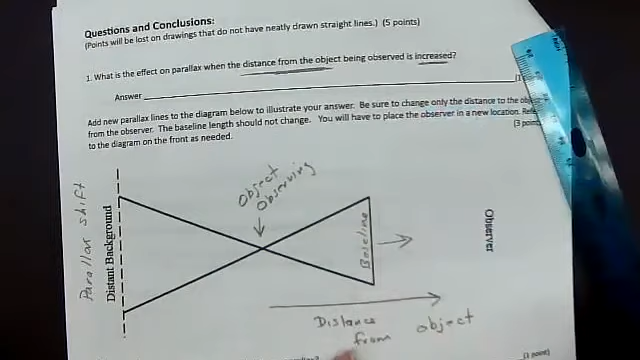 Questions and Conclusions:
(Points will be lost on drawings that do not have neatly drawn straight lines.) (5 points)
1. What is the effect on parallax when the distance from the object being observed is increased?
Answer
Add new parallax lines to the diagram below to illustrate your answer. Be sure to change only the distance to the
from the observer. The baseline length should not change. You will have to place the observer in a new location.
to the diagram on the front as needed.
(3 point
Parallax shift
Distant Background
Object
Observing
Baseline
Observer
Distance
from
object
(1 point)